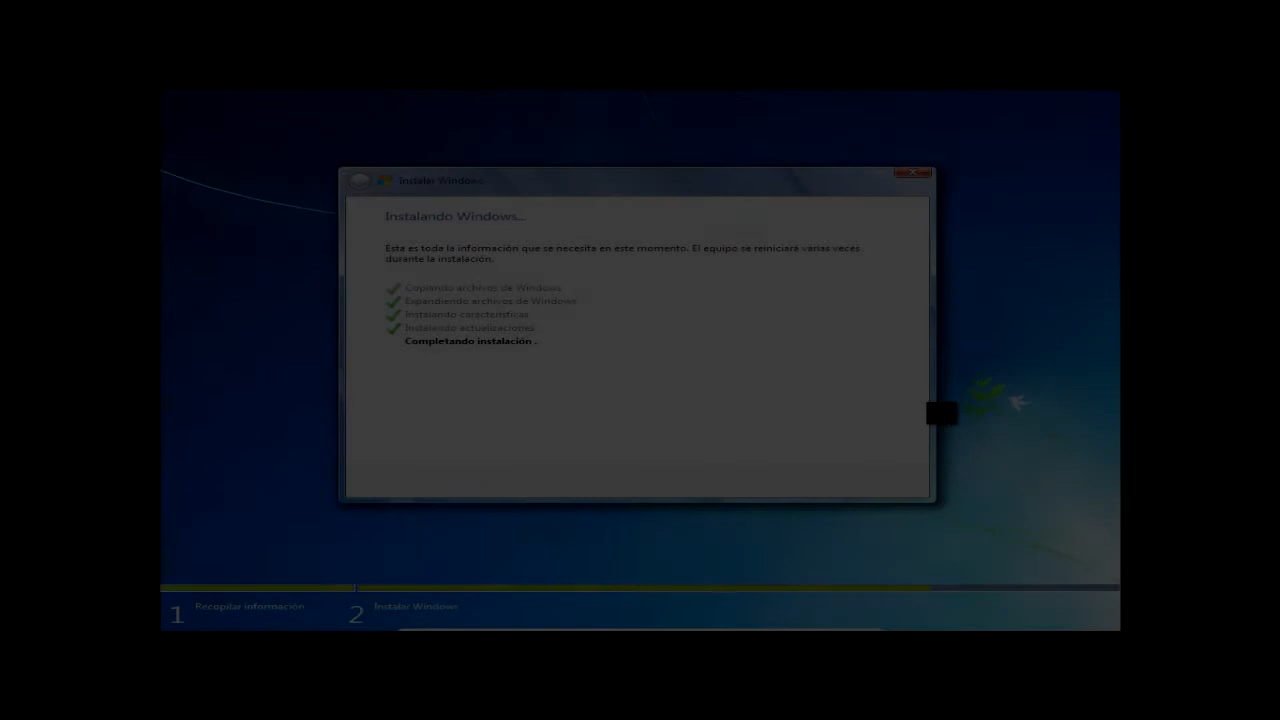 Instalar Windows
Instalando Windows...
Esta es toda la información que se necesita en este momento. El equipo se reiniciará varias veces
durante la instalación.
Copiando archivos de Windows
Expandiendo archivos de Windows
Instalando características
Instalando actualizaciones
Completando instalación .
1 Recopilar información
2 Instalar Windows